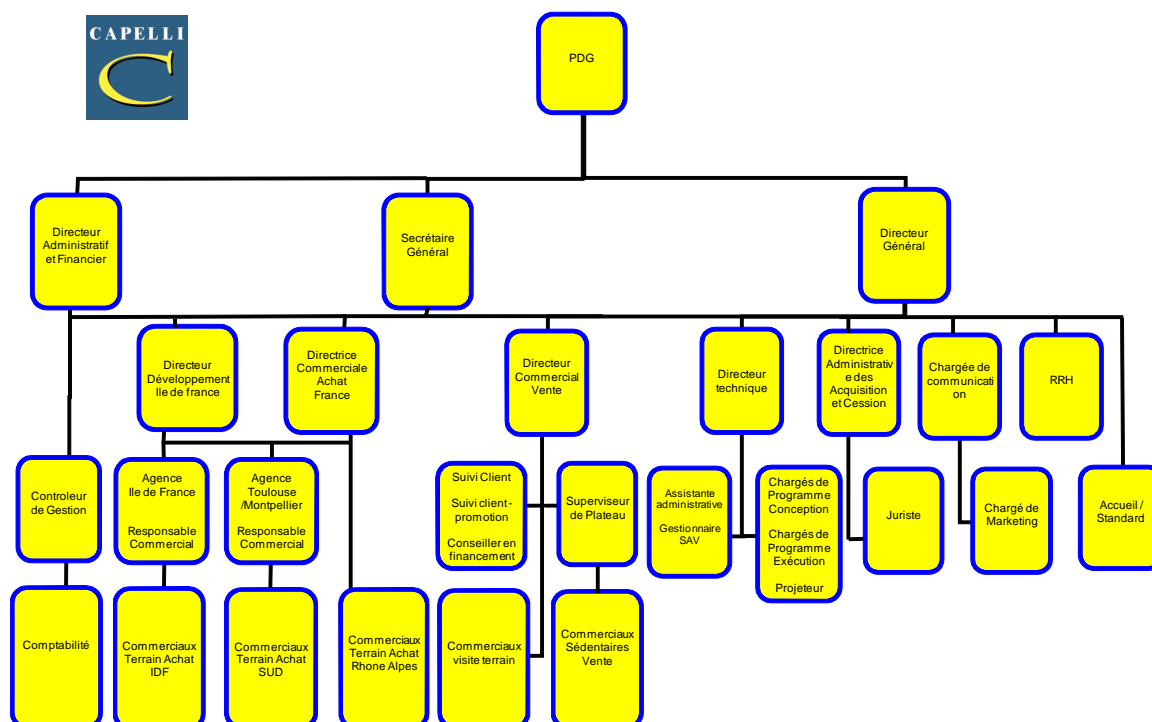 CAPELLI
C
PDG
Directeur
Administratif
et Financier
Secrétaire
Général
Directeur
Général
Directeur
Développement
Ile de france
Directrice
Commerciale
Achat
France
Directeur
Commercial
Vente
Directeur
technique
Directrice
Administrativ
e des
Acquisition
et Cession
Chargée de
communicati
on
RRH
Controleur
de Gestion
Agence
Ile de France
Responsable
Commercial
Agence
Toulouse
/Montpellier
Responsable
Commercial
Suivi Client
Suivi client-
promotion
Conseiller en
financement
Superviseur
de Plateau
Assistante
administrative
Gestionnaire
SAV
Chargés de
Programme
Conception
Chargés de
Programme
Exécution
Projeteur
Juriste
Chargé de
Marketing
Accueil /
Standard
Comptabilité
Commerciaux
Terrain Achat
IDF
Commerciaux
Terrain Achat
SUD
Commerciaux
Terrain Achat
Rhone Alpes
Commerciaux
visite terrain
Commerciaux
Sédentaires
Vente